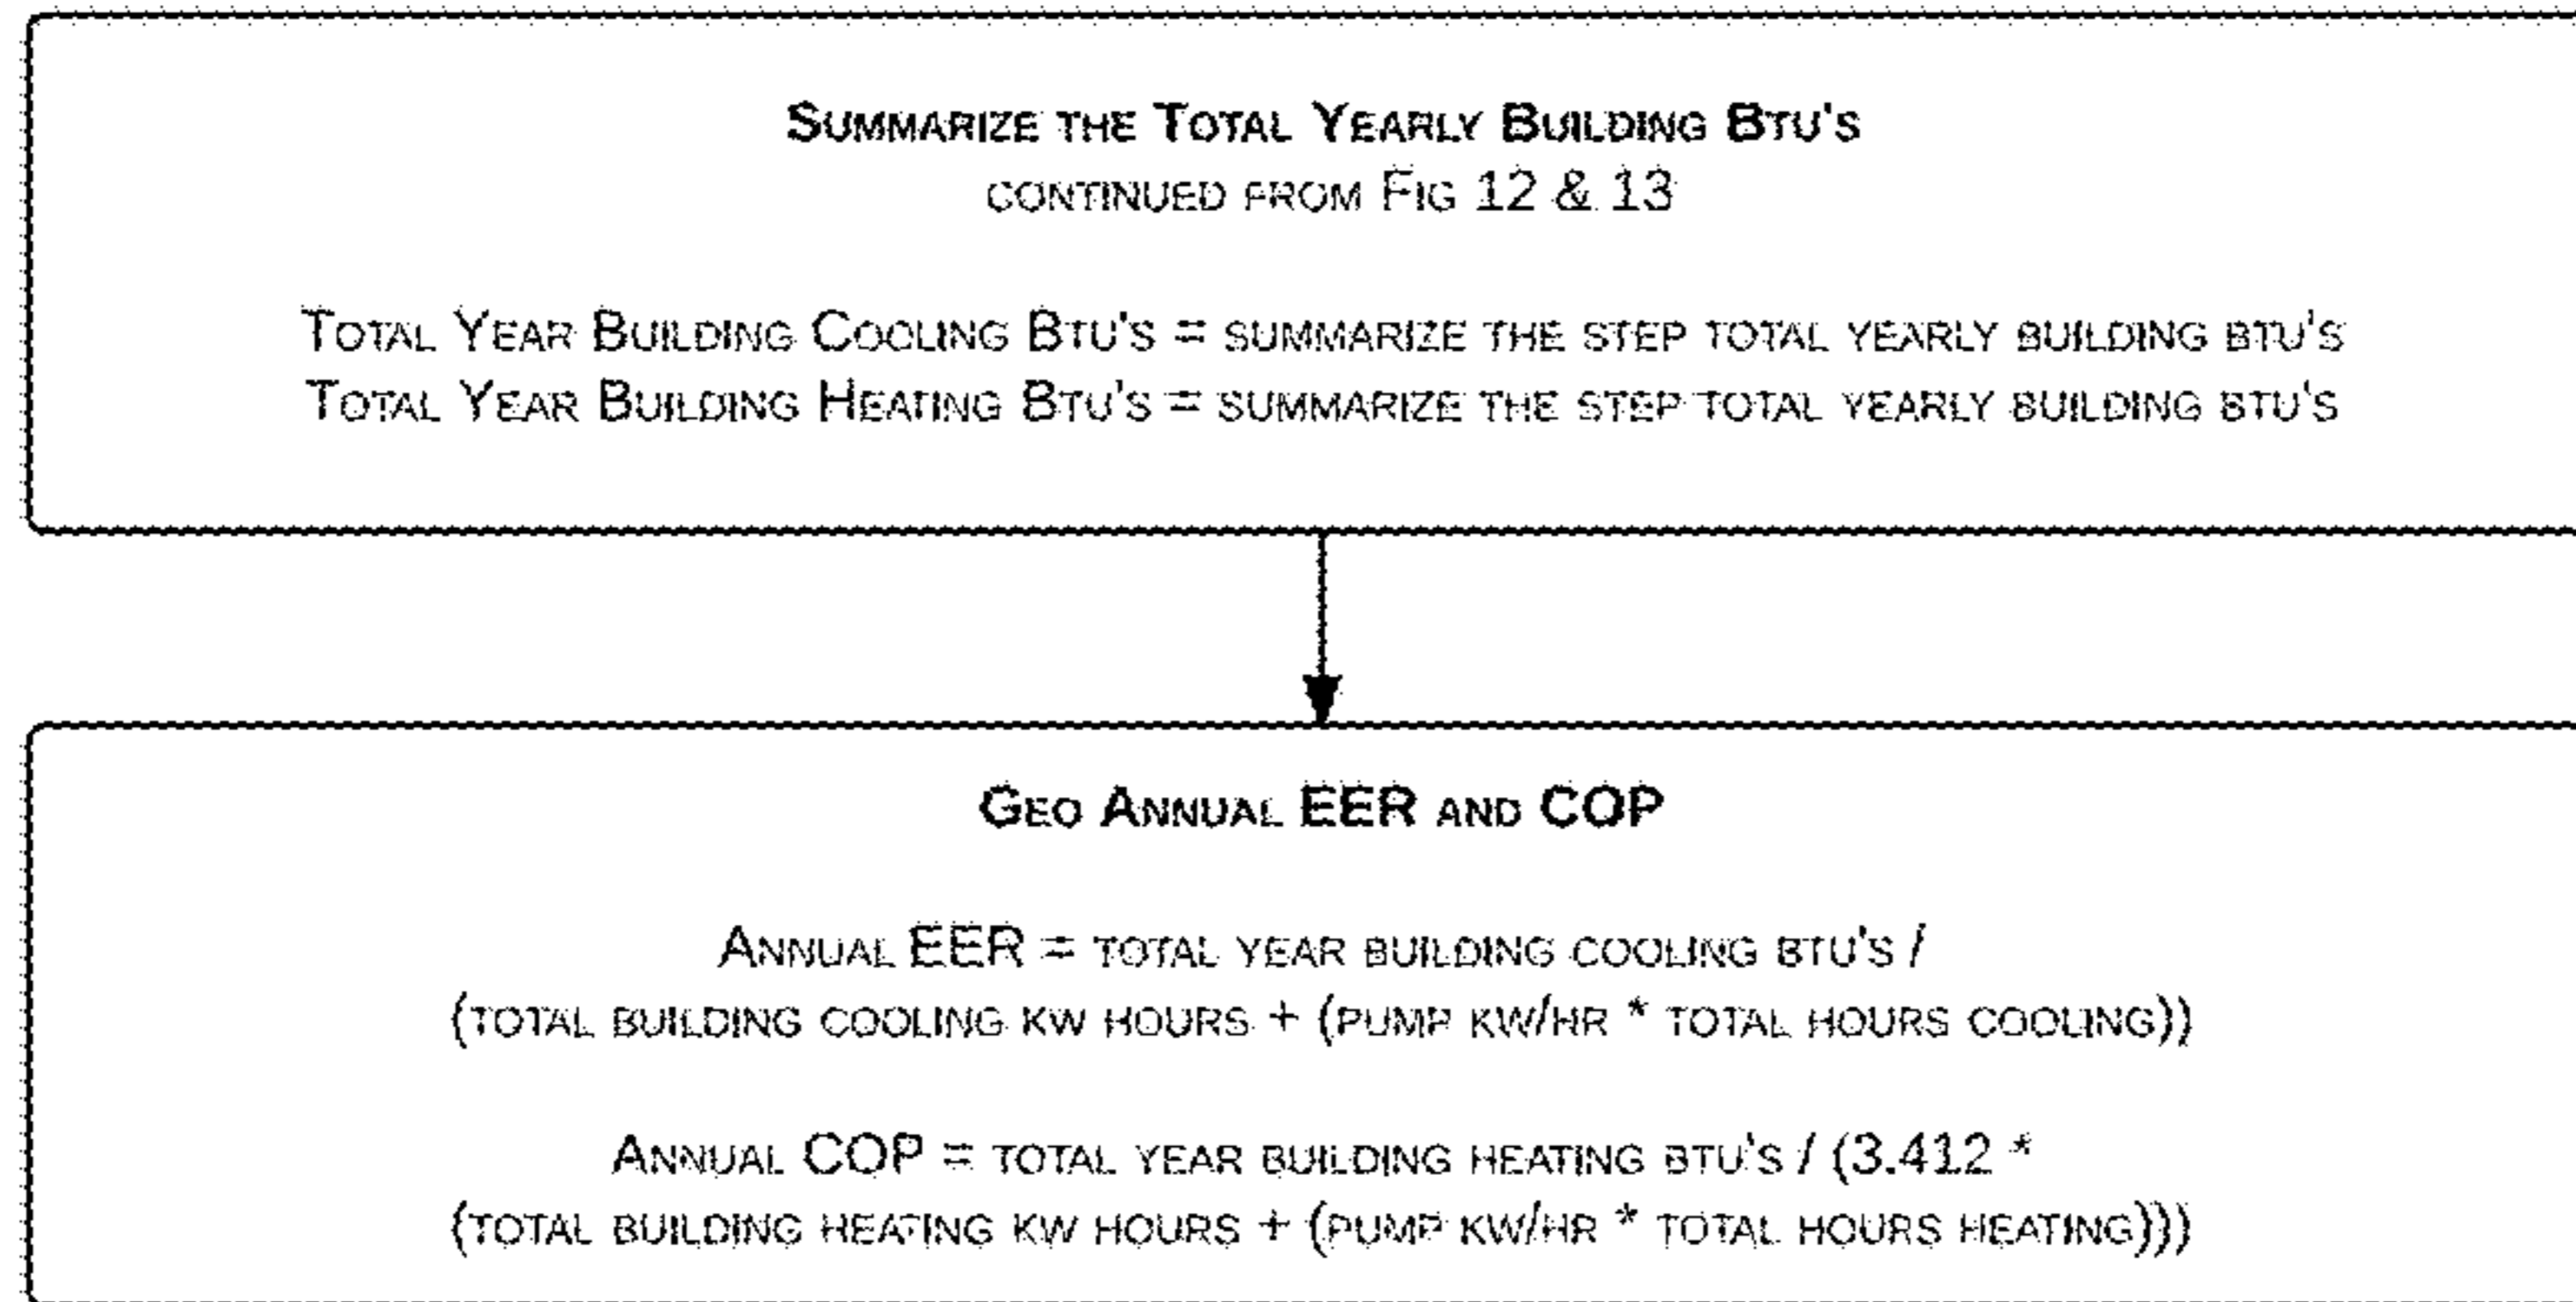 Summarize the Total Yearly Building Btu's
continued from Fig 12 & 13
Total Year Building Cooling Btu's = summarize the step total yearly building btu's
Total Year Building Heating Btu's = summarize the step total yearly building btu's
Geo Annual EER and COP
Annual EER = total year building cooling btu's /
(total building cooling kw hours + (pump kw/hr * total hours cooling))
Annual COP = total year building heating btu's / (3.412 *
(total building heating kw hours + (pump kw/hr * total hours heating)))